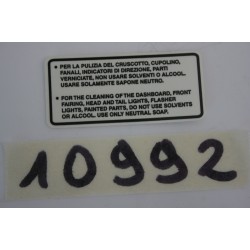 • PER LA PULIZIA DEL CRUSCOTTO, CUPOLINO,
FANALI, INDICATORI DI DIREZIONE, PARTI
VERNICIATE, NON USARE SOLVENTI O ALCOOL.
USARE SOLAMENTE SAPONE NEUTRO.
• FOR THE CLEANING OF THE DASHBOARD, FRONT
FAIRING, HEAD AND TAIL LIGHTS, FLASHER
LIGHTS, PAINTED PARTS, DO NOT USE SOLVENTS
OR ALCOOL. USE ONLY NEUTRAL SOAP.
10992